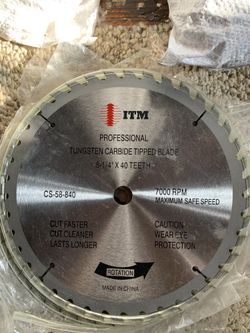 ITM
PROFESSIONAL
TUNGSTEN CARBIDE TIPPED BLADE
6-1/4" X 40 TEETH
CS-58-840
7000 RPM
MAXIMUM SAFE SPEED
CUT FASTER
CUT CLEANER
LASTS LONGER
CAUTION
WEAR EYE
PROTECTION
ROTATION
MADE IN CHINA